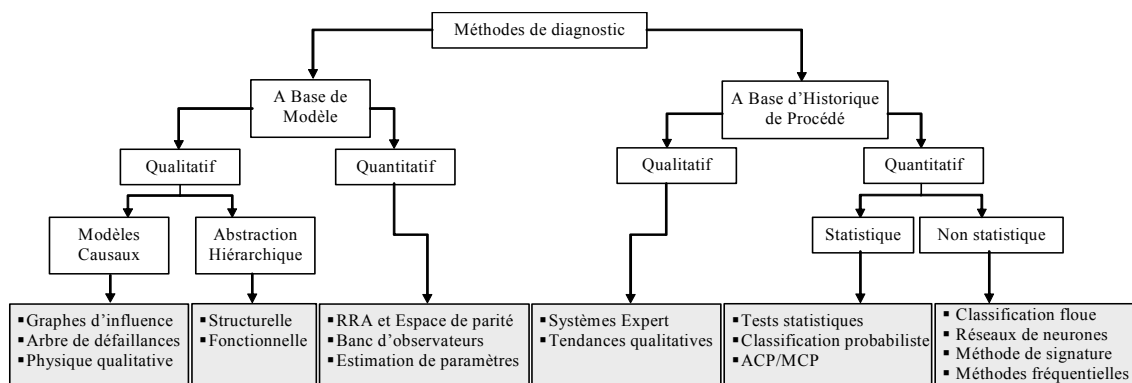 Méthodes de diagnostic
A Base de
Modèle
A Base d’Historique
de Procédé
Qualitatif
Quantitatif
Qualitatif
Quantitatif
Modèles
Causaux
Abstraction
Hiérarchique
Statistique
Non statistique
▪ Graphes d’influence
▪ Arbre de défaillances
▪ Physique qualitative
▪ Structurelle
▪ Fonctionnelle
▪ RRA et Espace de parité
▪ Banc d’observateurs
▪ Estimation de paramètres
▪ Systèmes Expert
▪ Tendances qualitatives
▪ Tests statistiques
▪ Classification probabiliste
▪ ACP/MCP
▪ Classification floue
▪ Réseaux de neurones
▪ Méthode de signature
▪ Méthodes fréquentielles